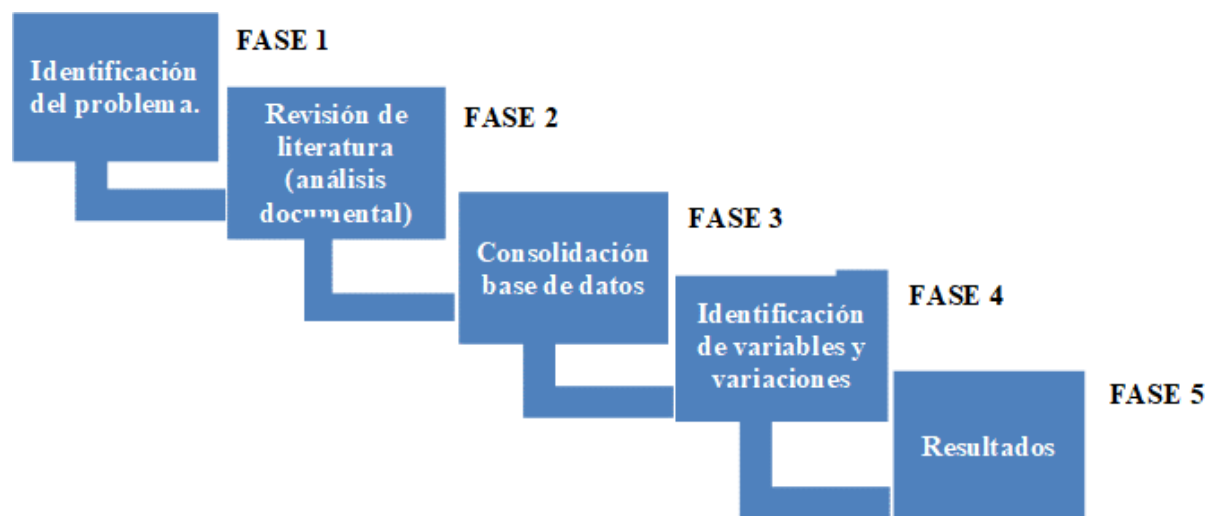 FASE 1
Identificación
del problema.
FASE 2
Revisión de
literatura
(análisis
documental)
FASE 3
Consolidación
base de datos
FASE 4
Identificación
de variables y
variaciones
FASE 5
Resultados